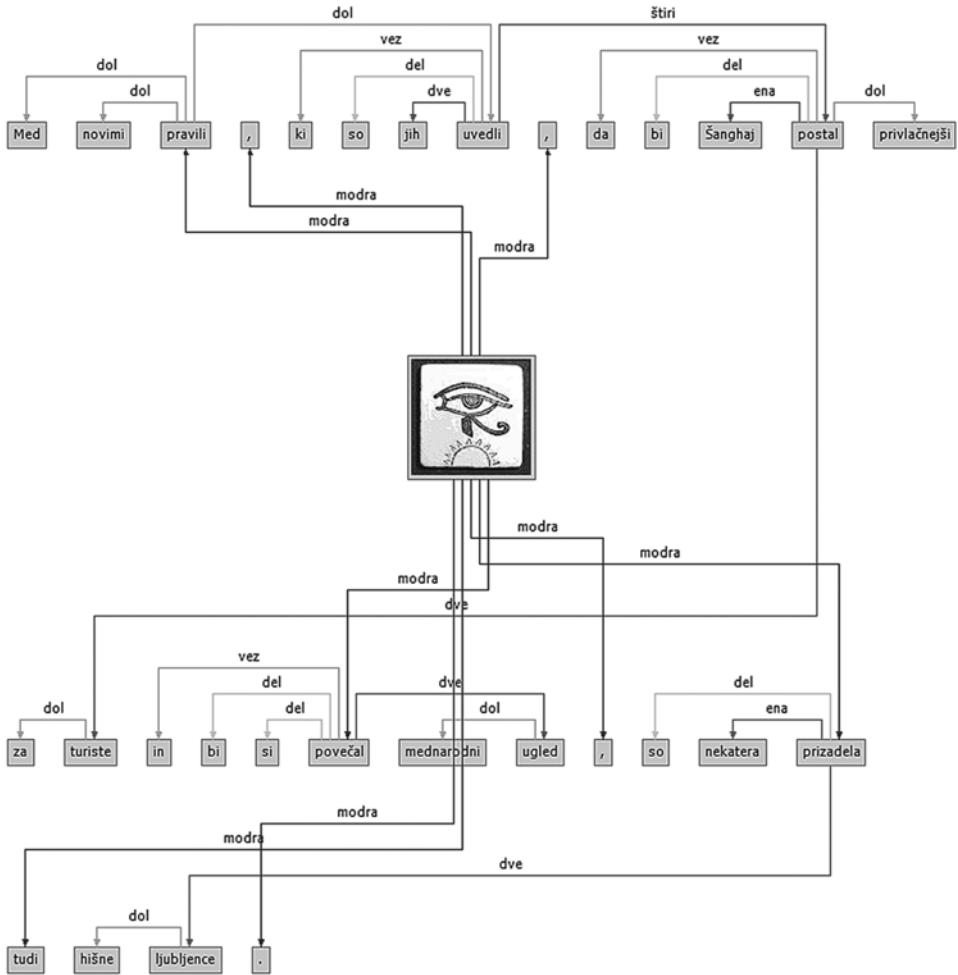 dol štiri
vez vez
dol del del
dol dve ena dol
Med novimi pravili , ki so jih uvedli , da bi Šanghaj postal privlačnejši
modra
modra
modra
modra
modra
modra
dve
vez
del dve del
dol del dol ena
za turiste in bi si povečal mednarodni ugled , so nekatera prizadela
modra
modra
dve
dol
tudi hišne ljubljence .